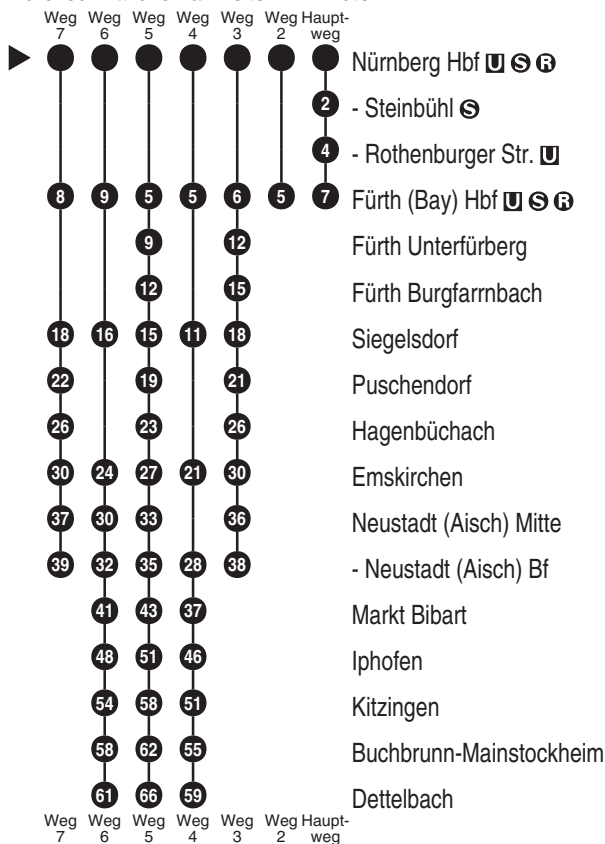 Weg Weg Weg Weg Weg Weg Haupt-
7 6 5 4 3 2 weg
Nürnberg Hbf U S R
2 - Steinbühl S
4 - Rothenburger Str. U
8 9 5 5 6 5 7 Fürth (Bay) Hbf U S R
9 12 Fürth Unterfürberg
12 15 Fürth Burgfarrnbach
18 16 15 11 18 Siegelsdorf
22 19 21 Puschendorf
26 23 26 Hagenbüchach
30 24 27 21 30 Emskirchen
37 30 33 36 Neustadt (Aisch) Mitte
39 32 35 28 38 - Neustadt (Aisch) Bf
41 43 37 Markt Bibart
48 51 46 Iphofen
54 58 51 Kitzingen
58 62 55 Buchbrunn-Mainstockheim
61 66 59 Dettelbach
Weg Weg Weg Weg Weg Weg Haupt-
7 6 5 4 3 2 weg